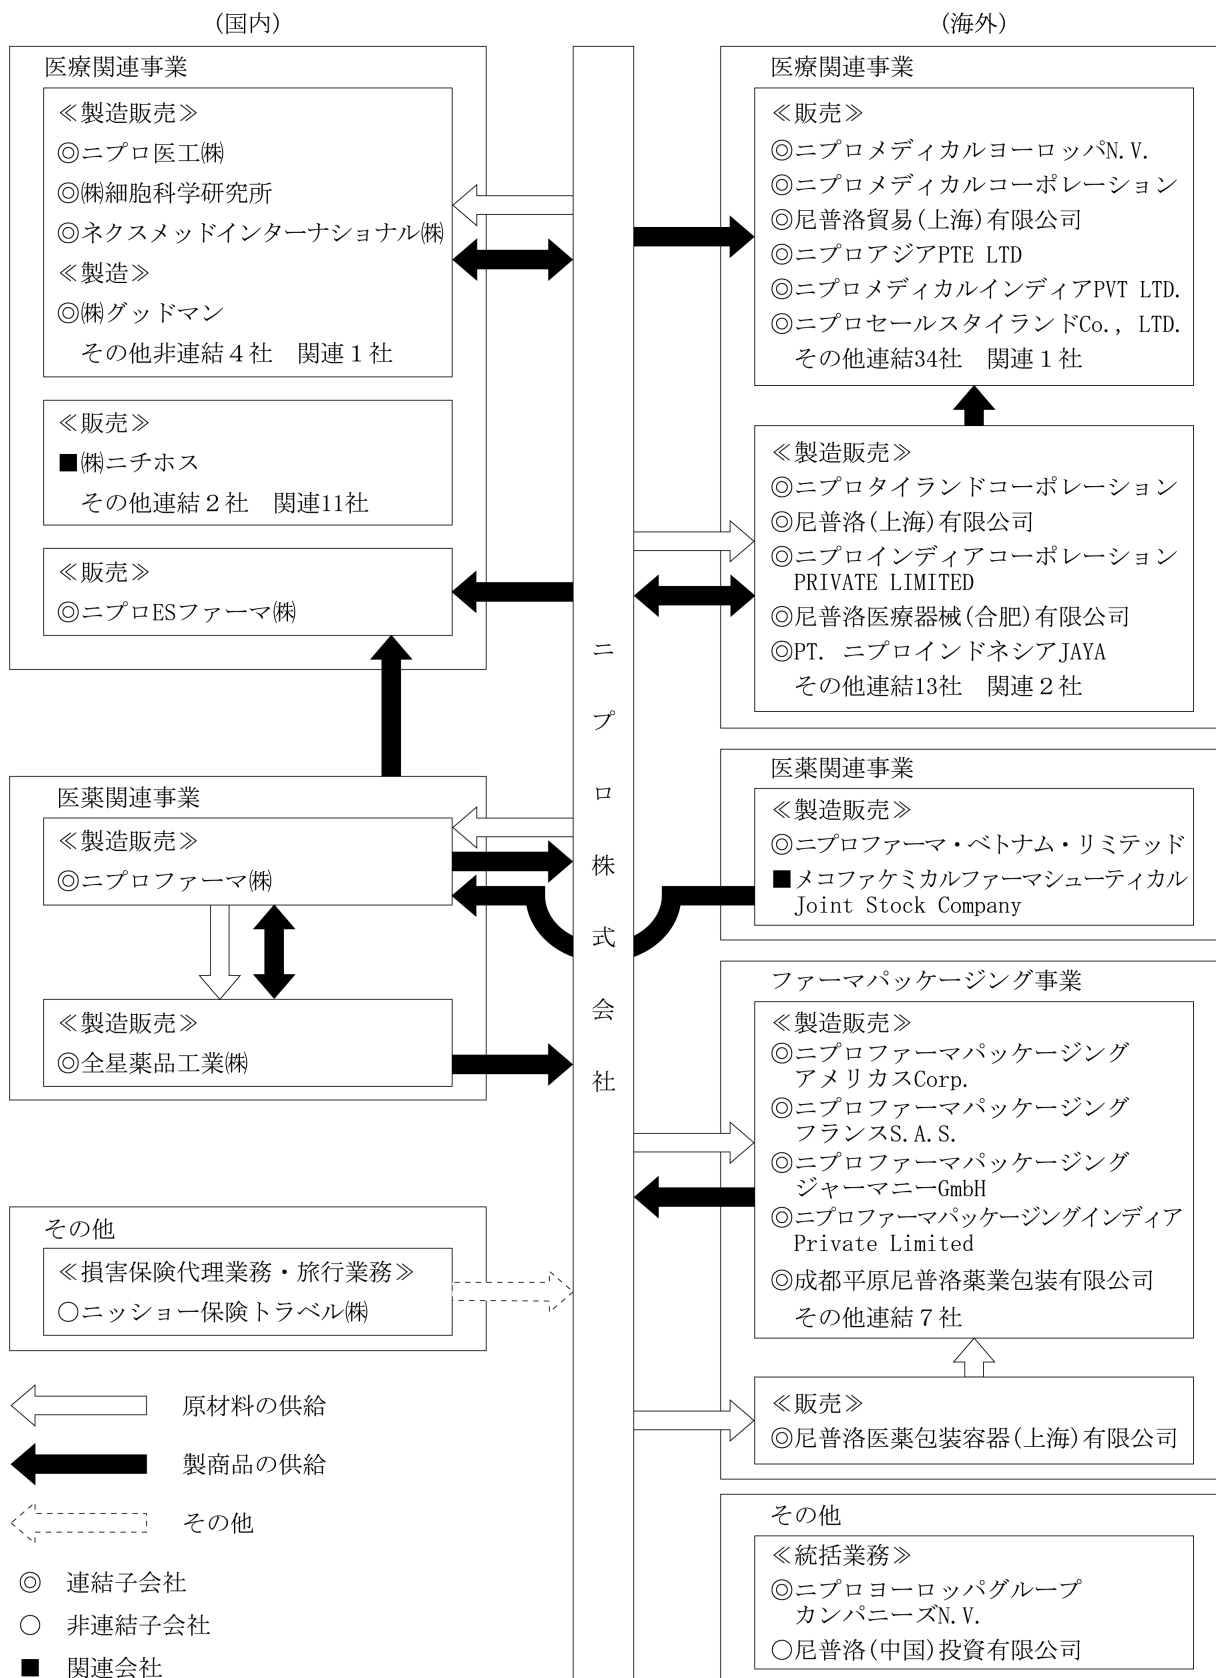 (国内)
医療関連事業
≪製造販売≫
◎ニプロ医工㈱
◎㈱細胞科学研究所
◎ネクスメッドインターナショナル㈱
≪製造≫
◎㈱グッドマン
その他非連結４社　関連１社
≪販売≫
■㈱ニチホス
その他連結２社　関連11社
≪販売≫
◎ニプロESファーマ㈱
医薬関連事業
≪製造販売≫
◎ニプロファーマ㈱
≪製造販売≫
◎全星薬品工業㈱
その他
≪損害保険代理業務・旅行業務≫
○ニッショー保険トラベル㈱
原材料の供給
製商品の供給
その他
◎　連結子会社
○　非連結子会社
■　関連会社
ニプロ株式会社
(海外)
医療関連事業
≪販売≫
◎ニプロメディカルヨーロッパN.V.
◎ニプロメディカルコーポレーション
◎尼普洛貿易(上海)有限公司
◎ニプロアジアPTE LTD
◎ニプロメディカルインディアPVT LTD.
◎ニプロセールスタイランドCo., LTD.
その他連結34社　関連１社
≪製造販売≫
◎ニプロタイランドコーポレーション
◎尼普洛(上海)有限公司
◎ニプロインディアコーポレーション
PRIVATE LIMITED
◎尼普洛医療器械(合肥)有限公司
◎PT. ニプロインドネシアJAYA
その他連結13社　関連２社
医薬関連事業
≪製造販売≫
◎ニプロファーマ・ベトナム・リミテッド
■メコファケミカルファーマシューティカル
Joint Stock Company
ファーマパッケージング事業
≪製造販売≫
◎ニプロファーマパッケージング
アメリカスCorp.
◎ニプロファーマパッケージング
フランスS.A.S.
◎ニプロファーマパッケージング
ジャーマニーGmbH
◎ニプロファーマパッケージングインディア
Private Limited
◎成都平原尼普洛薬業包装有限公司
その他連結７社
≪販売≫
◎尼普洛医薬包装容器(上海)有限公司
その他
≪統括業務≫
◎ニプロヨーロッパグループ
カンパニーズN.V.
○尼普洛(中国)投資有限公司